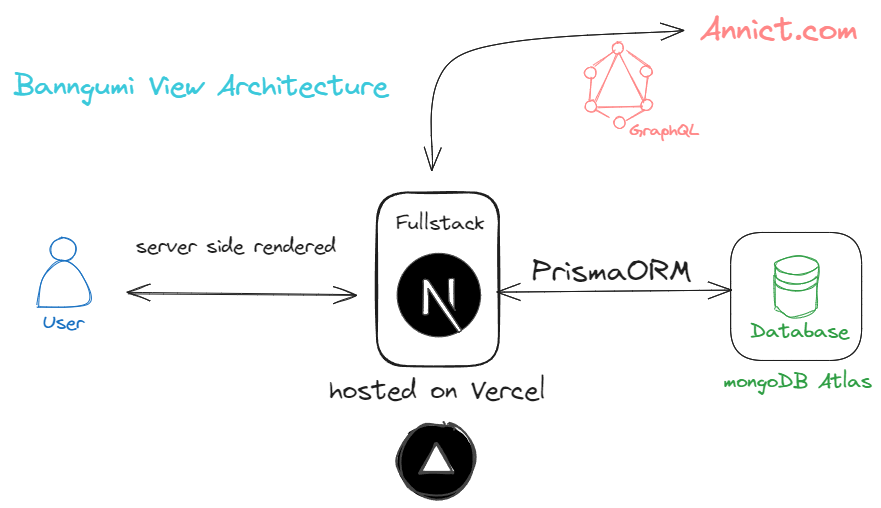 Annict.com
Banngumi View Architecture
GraphQL
Fullstack
server side rendered
PrismaORM
N
User
Database
mongoDB Atlas
hosted on Vercel